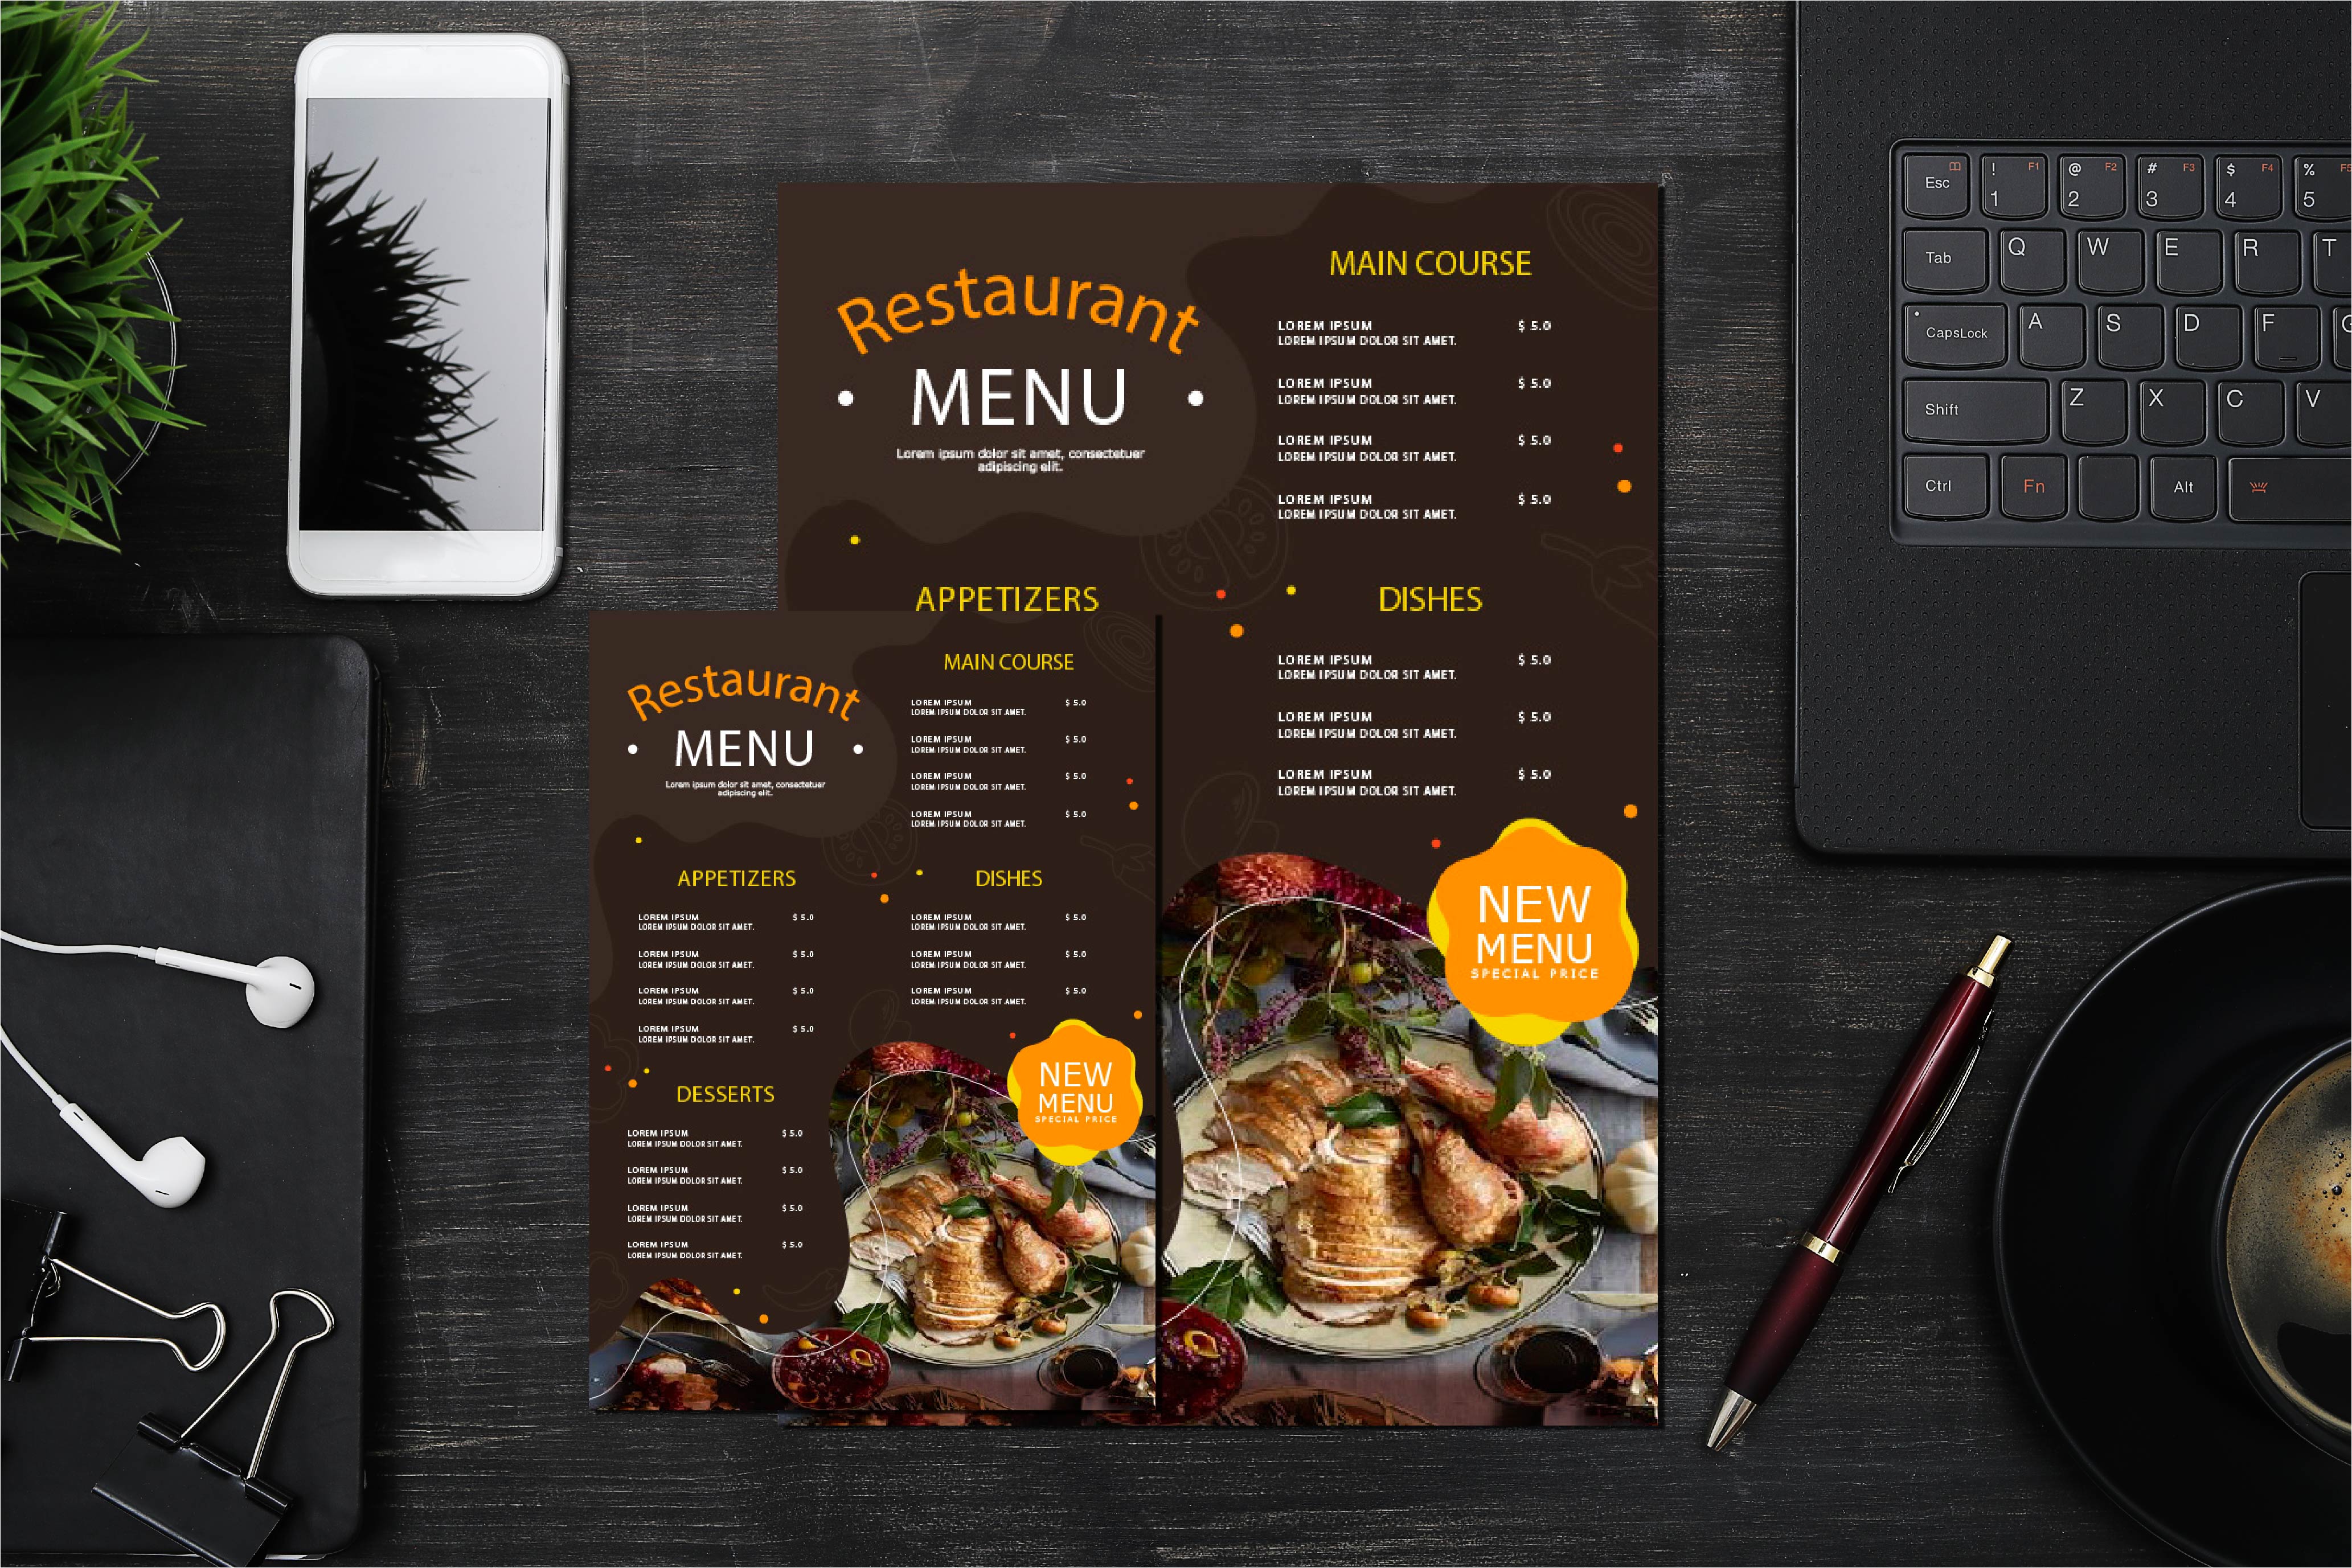 Restaurant
MENU
Lorem ipsum dolor sit amet, consectetuer
adipiscing elit.
MAIN COURSE
LOREM IPSUM $ 5.0
LOREM IPSUM DOLOR SIT AMET.
LOREM IPSUM $ 5.0
LOREM IPSUM DOLOR SIT AMET.
LOREM IPSUM $ 5.0
LOREM IPSUM DOLOR SIT AMET.
LOREM IPSUM $ 5.0
LOREM IPSUM DOLOR SIT AMET.
APPETIZERS
DISHES
LOREM IPSUM $ 5.0
LOREM IPSUM DOLOR SIT AMET.
LOREM IPSUM $ 5.0
LOREM IPSUM DOLOR SIT AMET.
LOREM IPSUM $ 5.0
LOREM IPSUM DOLOR SIT AMET.
NEW
MENU
SPECIAL PRICE
Restaurant
MENU
Lorem ipsum dolor sit amet, consectetuer
adipiscing elit.
MAIN COURSE
LOREM IPSUM $ 5.0
LOREM IPSUM DOLOR SIT AMET.
LOREM IPSUM $ 5.0
LOREM IPSUM DOLOR SIT AMET.
LOREM IPSUM $ 5.0
LOREM IPSUM DOLOR SIT AMET.
LOREM IPSUM $ 5.0
LOREM IPSUM DOLOR SIT AMET.
APPETIZERS
LOREM IPSUM $ 5.0
LOREM IPSUM DOLOR SIT AMET.
LOREM IPSUM $ 5.0
LOREM IPSUM DOLOR SIT AMET.
LOREM IPSUM $ 5.0
LOREM IPSUM DOLOR SIT AMET.
LOREM IPSUM $ 5.0
LOREM IPSUM DOLOR SIT AMET.
DISHES
LOREM IPSUM $ 5.0
LOREM IPSUM DOLOR SIT AMET.
LOREM IPSUM $ 5.0
LOREM IPSUM DOLOR SIT AMET.
LOREM IPSUM $ 5.0
LOREM IPSUM DOLOR SIT AMET.
DESSERTS
LOREM IPSUM $ 5.0
LOREM IPSUM DOLOR SIT AMET.
LOREM IPSUM $ 5.0
LOREM IPSUM DOLOR SIT AMET.
LOREM IPSUM $ 5.0
LOREM IPSUM DOLOR SIT AMET.
LOREM IPSUM $ 5.0
LOREM IPSUM DOLOR SIT AMET.
NEW
MENU
SPECIAL PRICE
Esc ! F1 @ F2 # F3 $ F4 % F5
1 2 3 4 5
Tab Q W E R T
CapsLock A S D F G
Shift Z X C V
Ctrl Fn Alt